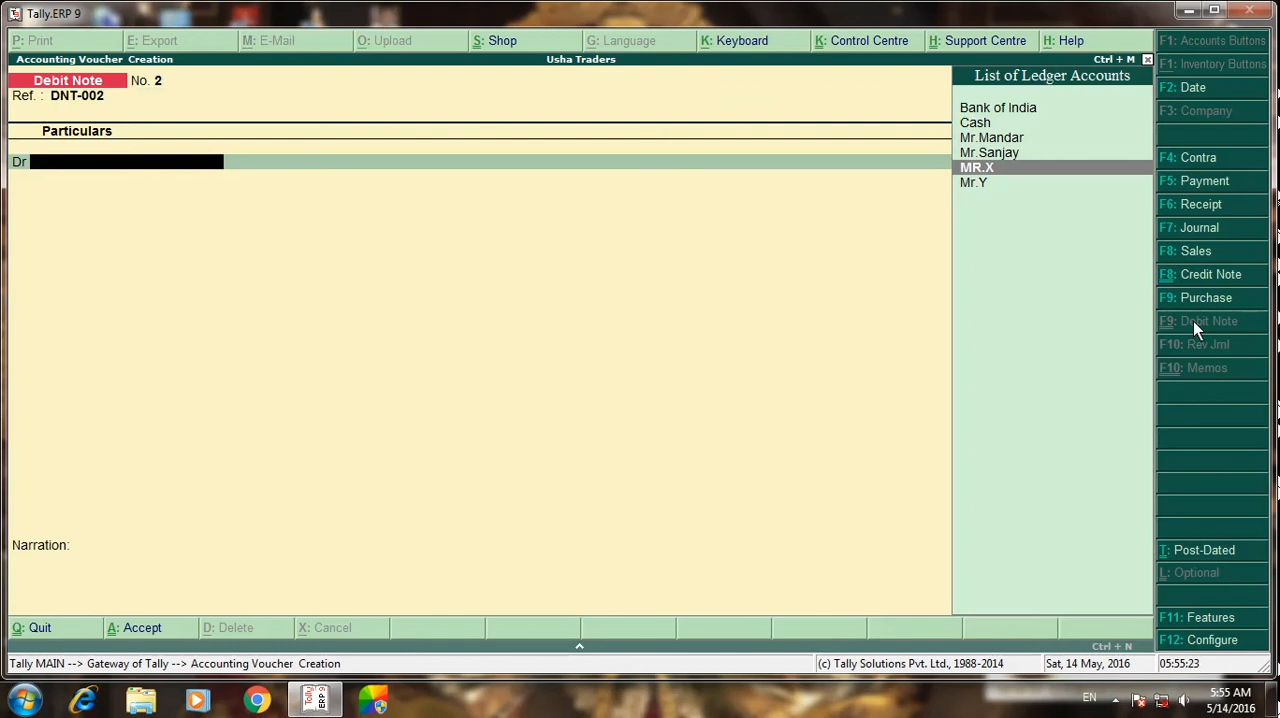 Tally.ERP 9
P: Print
E: Export
M: E-Mail
O: Upload
S: Shop
G: Language
K: Keyboard
K: Control Centre
H: Support Centre
H: Help
F1: Accounts Buttons
Accounting Voucher Creation
Usha Traders
Ctrl + M
F1: Inventory Buttons
Debit Note
No. 2
Ref. : DNT-002
List of Ledger Accounts
F2: Date
F3: Company
Particulars
Dr
Bank of India
Cash
Mr.Mandar
Mr.Sanjay
MR.X
Mr.Y
F4: Contra
F5: Payment
F6: Receipt
F7: Journal
F8: Sales
F8: Credit Note
F9: Purchase
F9: Debit Note
F10: Rev Jrnl
F10: Memos
Narration:
T: Post-Dated
L: Optional
F11: Features
F12: Configure
Q: Quit
A: Accept
D: Delete
X: Cancel
Ctrl + N
Tally MAIN --> Gateway of Tally --> Accounting Voucher Creation
(c) Tally Solutions Pvt. Ltd., 1988-2014
Sat, 14 May, 2016
05:55:23
Tally ERP 9
EN
5:55 AM
5/14/2016